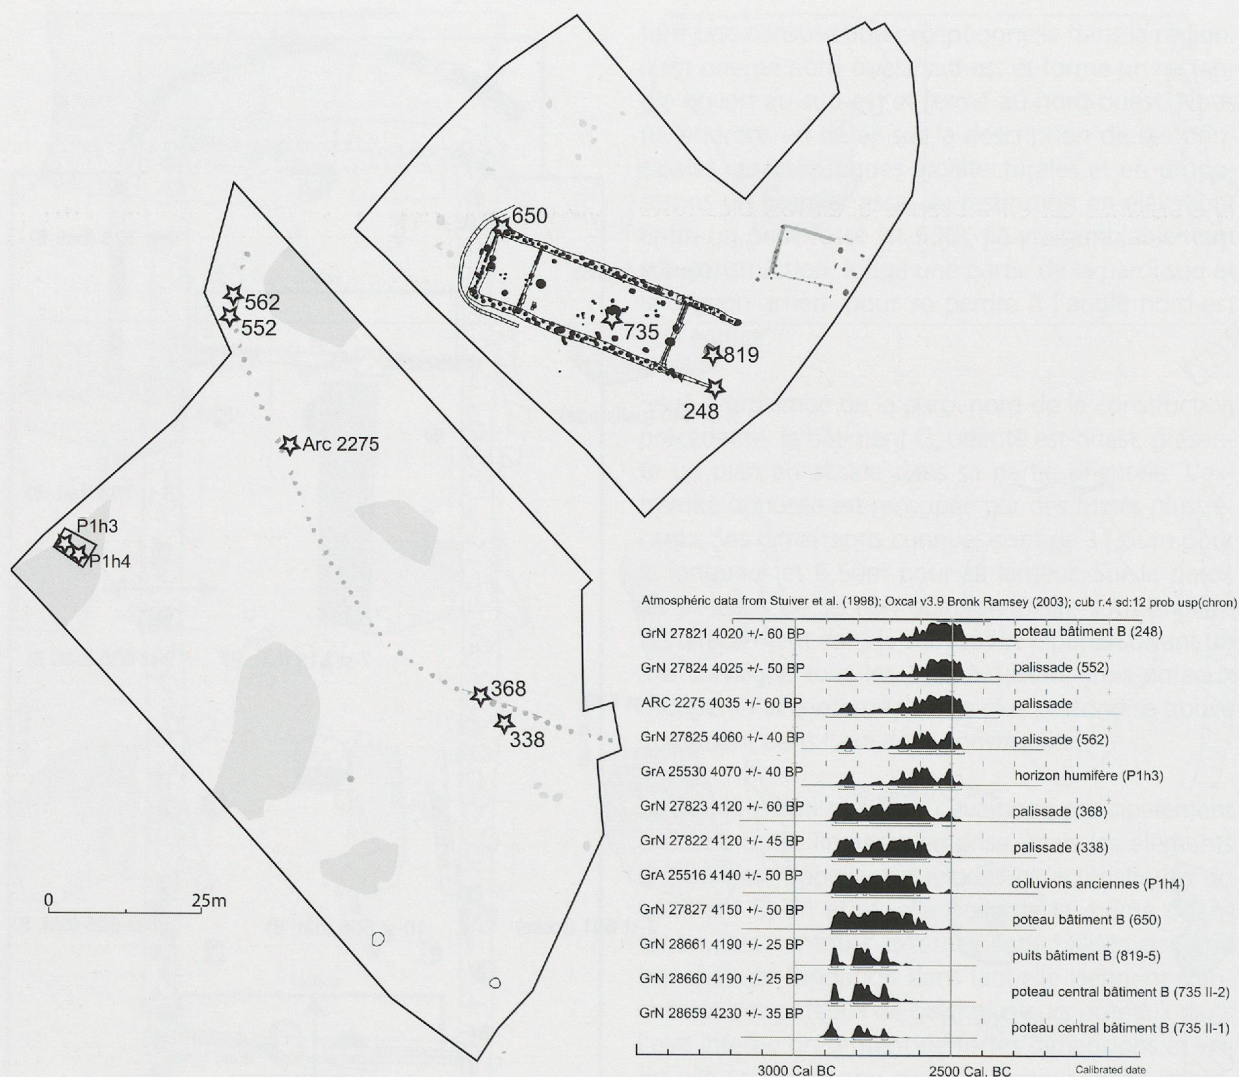 650
562
552
735
819
248
Arc 2275
P1h3
P1h4
368
338
0 25m
Atmosphéric data from Stuiver et al. (1998); Oxcal v3.9 Bronk Ramsey (2003); cub r.4 sd:12 prob usp(chron)
GrN 27821 4020 +/- 60 BP poteau bâtiment B (248)
GrN 27824 4025 +/- 50 BP palissade (552)
ARC 2275 4035 +/- 60 BP palissade
GrN 27825 4060 +/- 40 BP palissade (562)
GrA 25530 4070 +/- 40 BP horizon humifère (P1h3)
GrN 27823 4120 +/- 60 BP palissade (368)
GrN 27822 4120 +/- 45 BP palissade (338)
GrA 25516 4140 +/- 50 BP colluvions anciennes (P1h4)
GrN 27827 4150 +/- 50 BP poteau bâtiment B (650)
GrN 28661 4190 +/- 25 BP puits bâtiment B (819-5)
GrN 28660 4190 +/- 25 BP poteau central bâtiment B (735 II-2)
GrN 28659 4230 +/- 35 BP poteau central bâtiment B (735 II-1)
3000 Cal BC 2500 Cal. BC Calibrated date